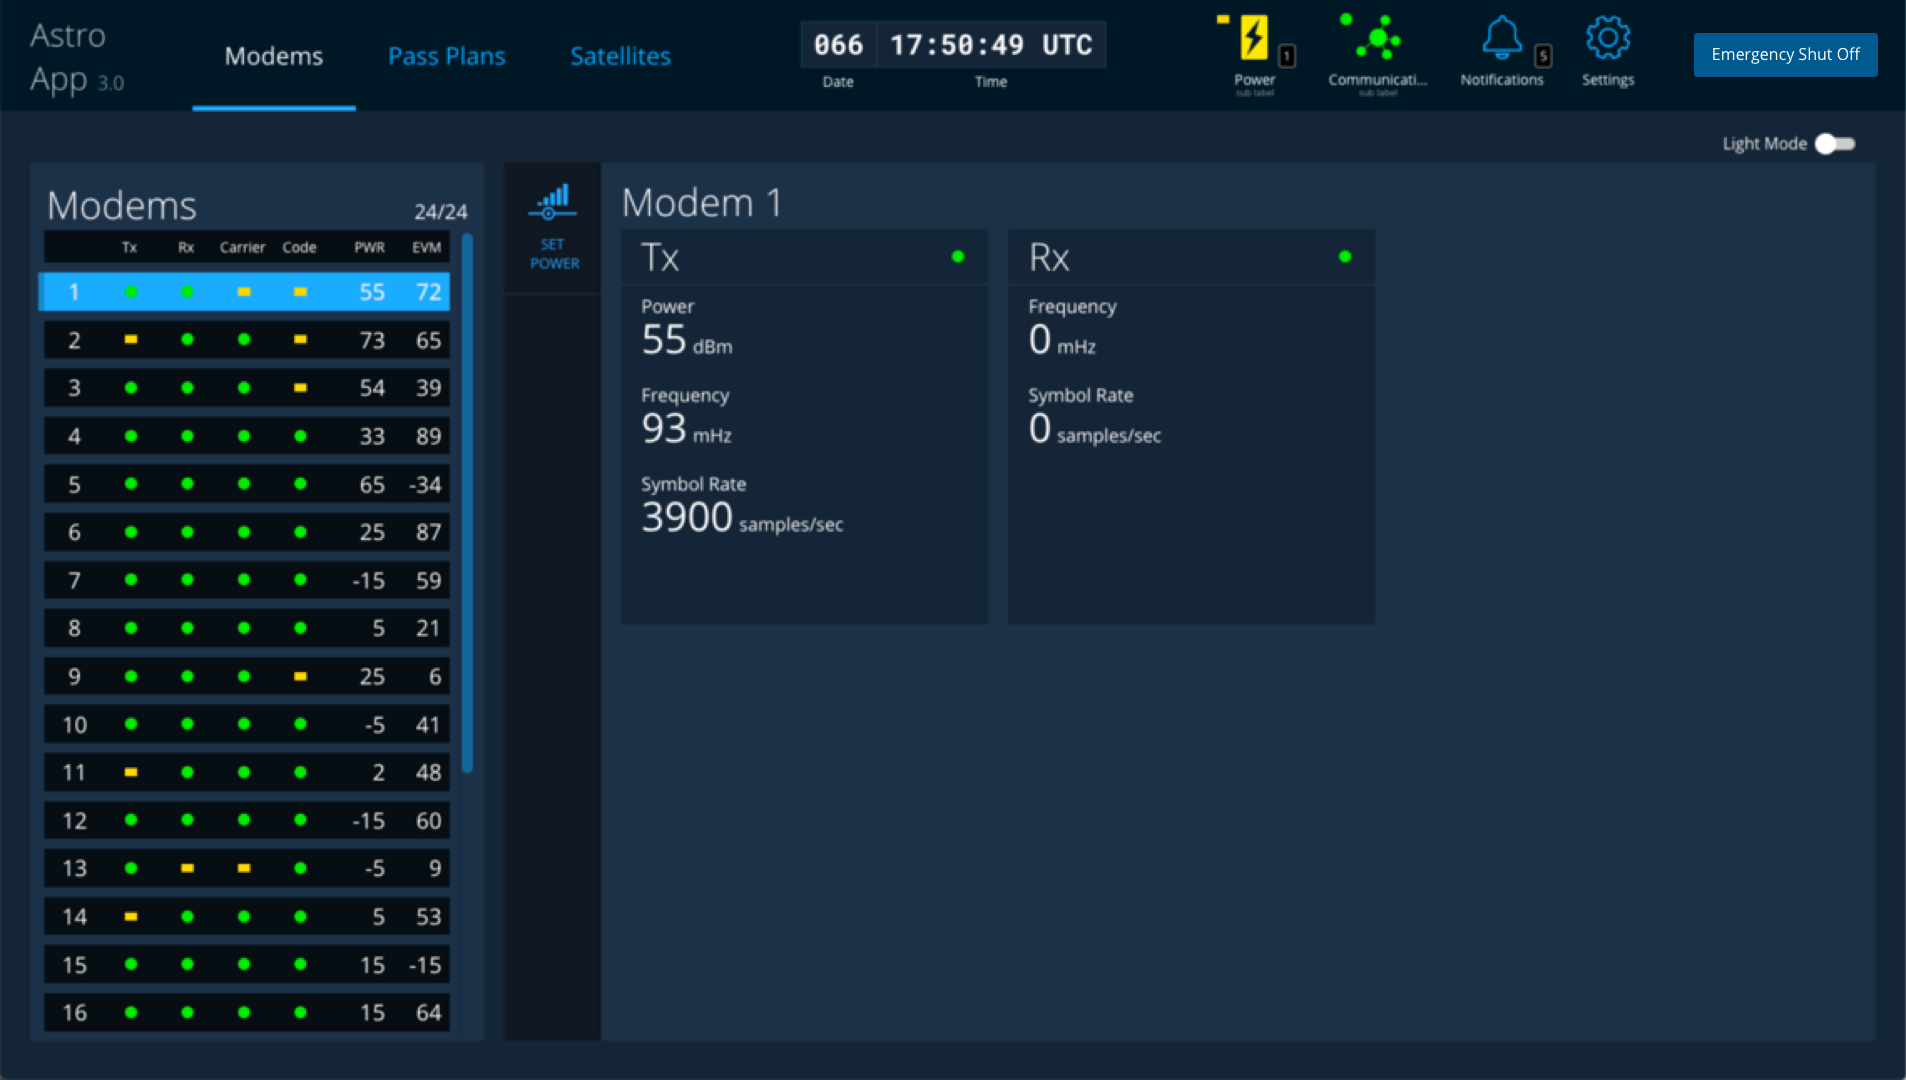 Astro
App 3.0
Modems
Pass Plans
Satellites
066
17:50:49 UTC
Date
Time
1
Power
sub label
Communicati...
sub label
5
Notifications
Settings
Emergency Shut Off
Light Mode
Modems
24/24
Tx Rx Carrier Code PWR EVM
1 55 72
2 73 65
3 54 39
4 33 89
5 65 -34
6 25 87
7 -15 59
8 5 21
9 25 6
10 -5 41
11 2 48
12 -15 60
13 -5 9
14 5 53
15 15 -15
16 15 64
SET
POWER
Modem 1
Tx
Power
55 dBm
Frequency
93 mHz
Symbol Rate
3900 samples/sec
Rx
Frequency
0 mHz
Symbol Rate
0 samples/sec